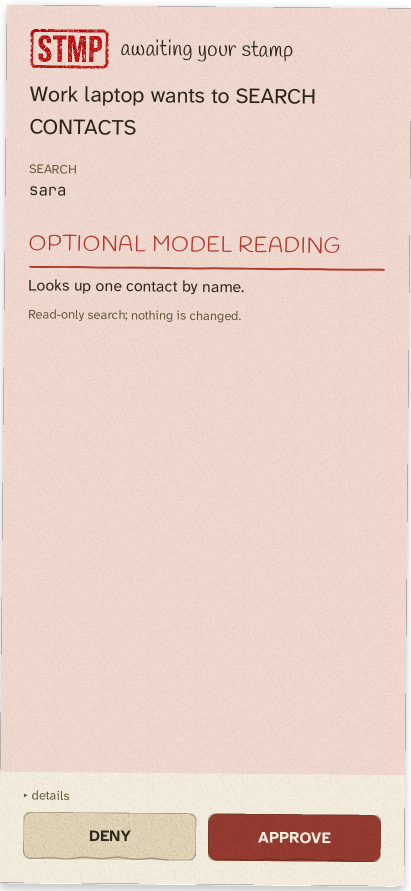 STMP awaiting your stamp
Work laptop wants to SEARCH
CONTACTS
SEARCH
sara
OPTIONAL MODEL READING
Looks up one contact by name.
Read-only search; nothing is changed.
▸ details
DENY APPROVE